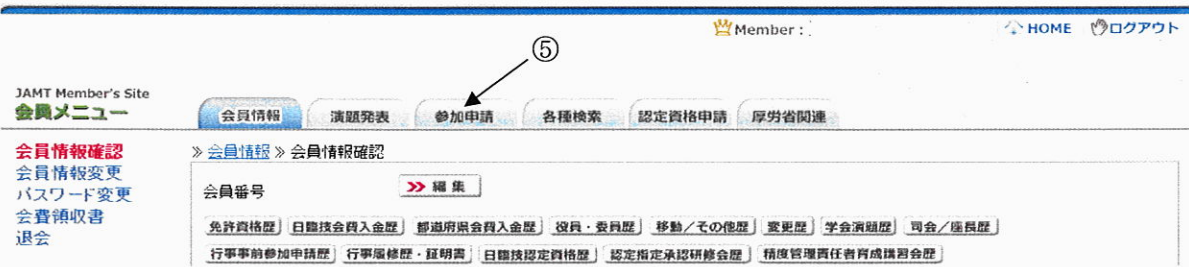 Member :
HOME ログアウト
⑤
JAMT Member's Site
会員メニュー
会員情報 演題発表 参加申請 各種検索 認定資格申請 厚労省関連
会員情報確認
会員情報変更
パスワード変更
会費領収書
退会
» 会員情報 » 会員情報確認
会員番号 >> 編集
免許資格歴 日臨技会費入金歴 都道府県会費入金歴 役員・委員歴 移動／その他歴 変更歴 学会演題歴 司会／座長歴
行事事前参加申請歴 行事履修歴・証明書 日臨技認定資格歴 認定指定承認研修会歴 精度管理責任者育成講習会歴